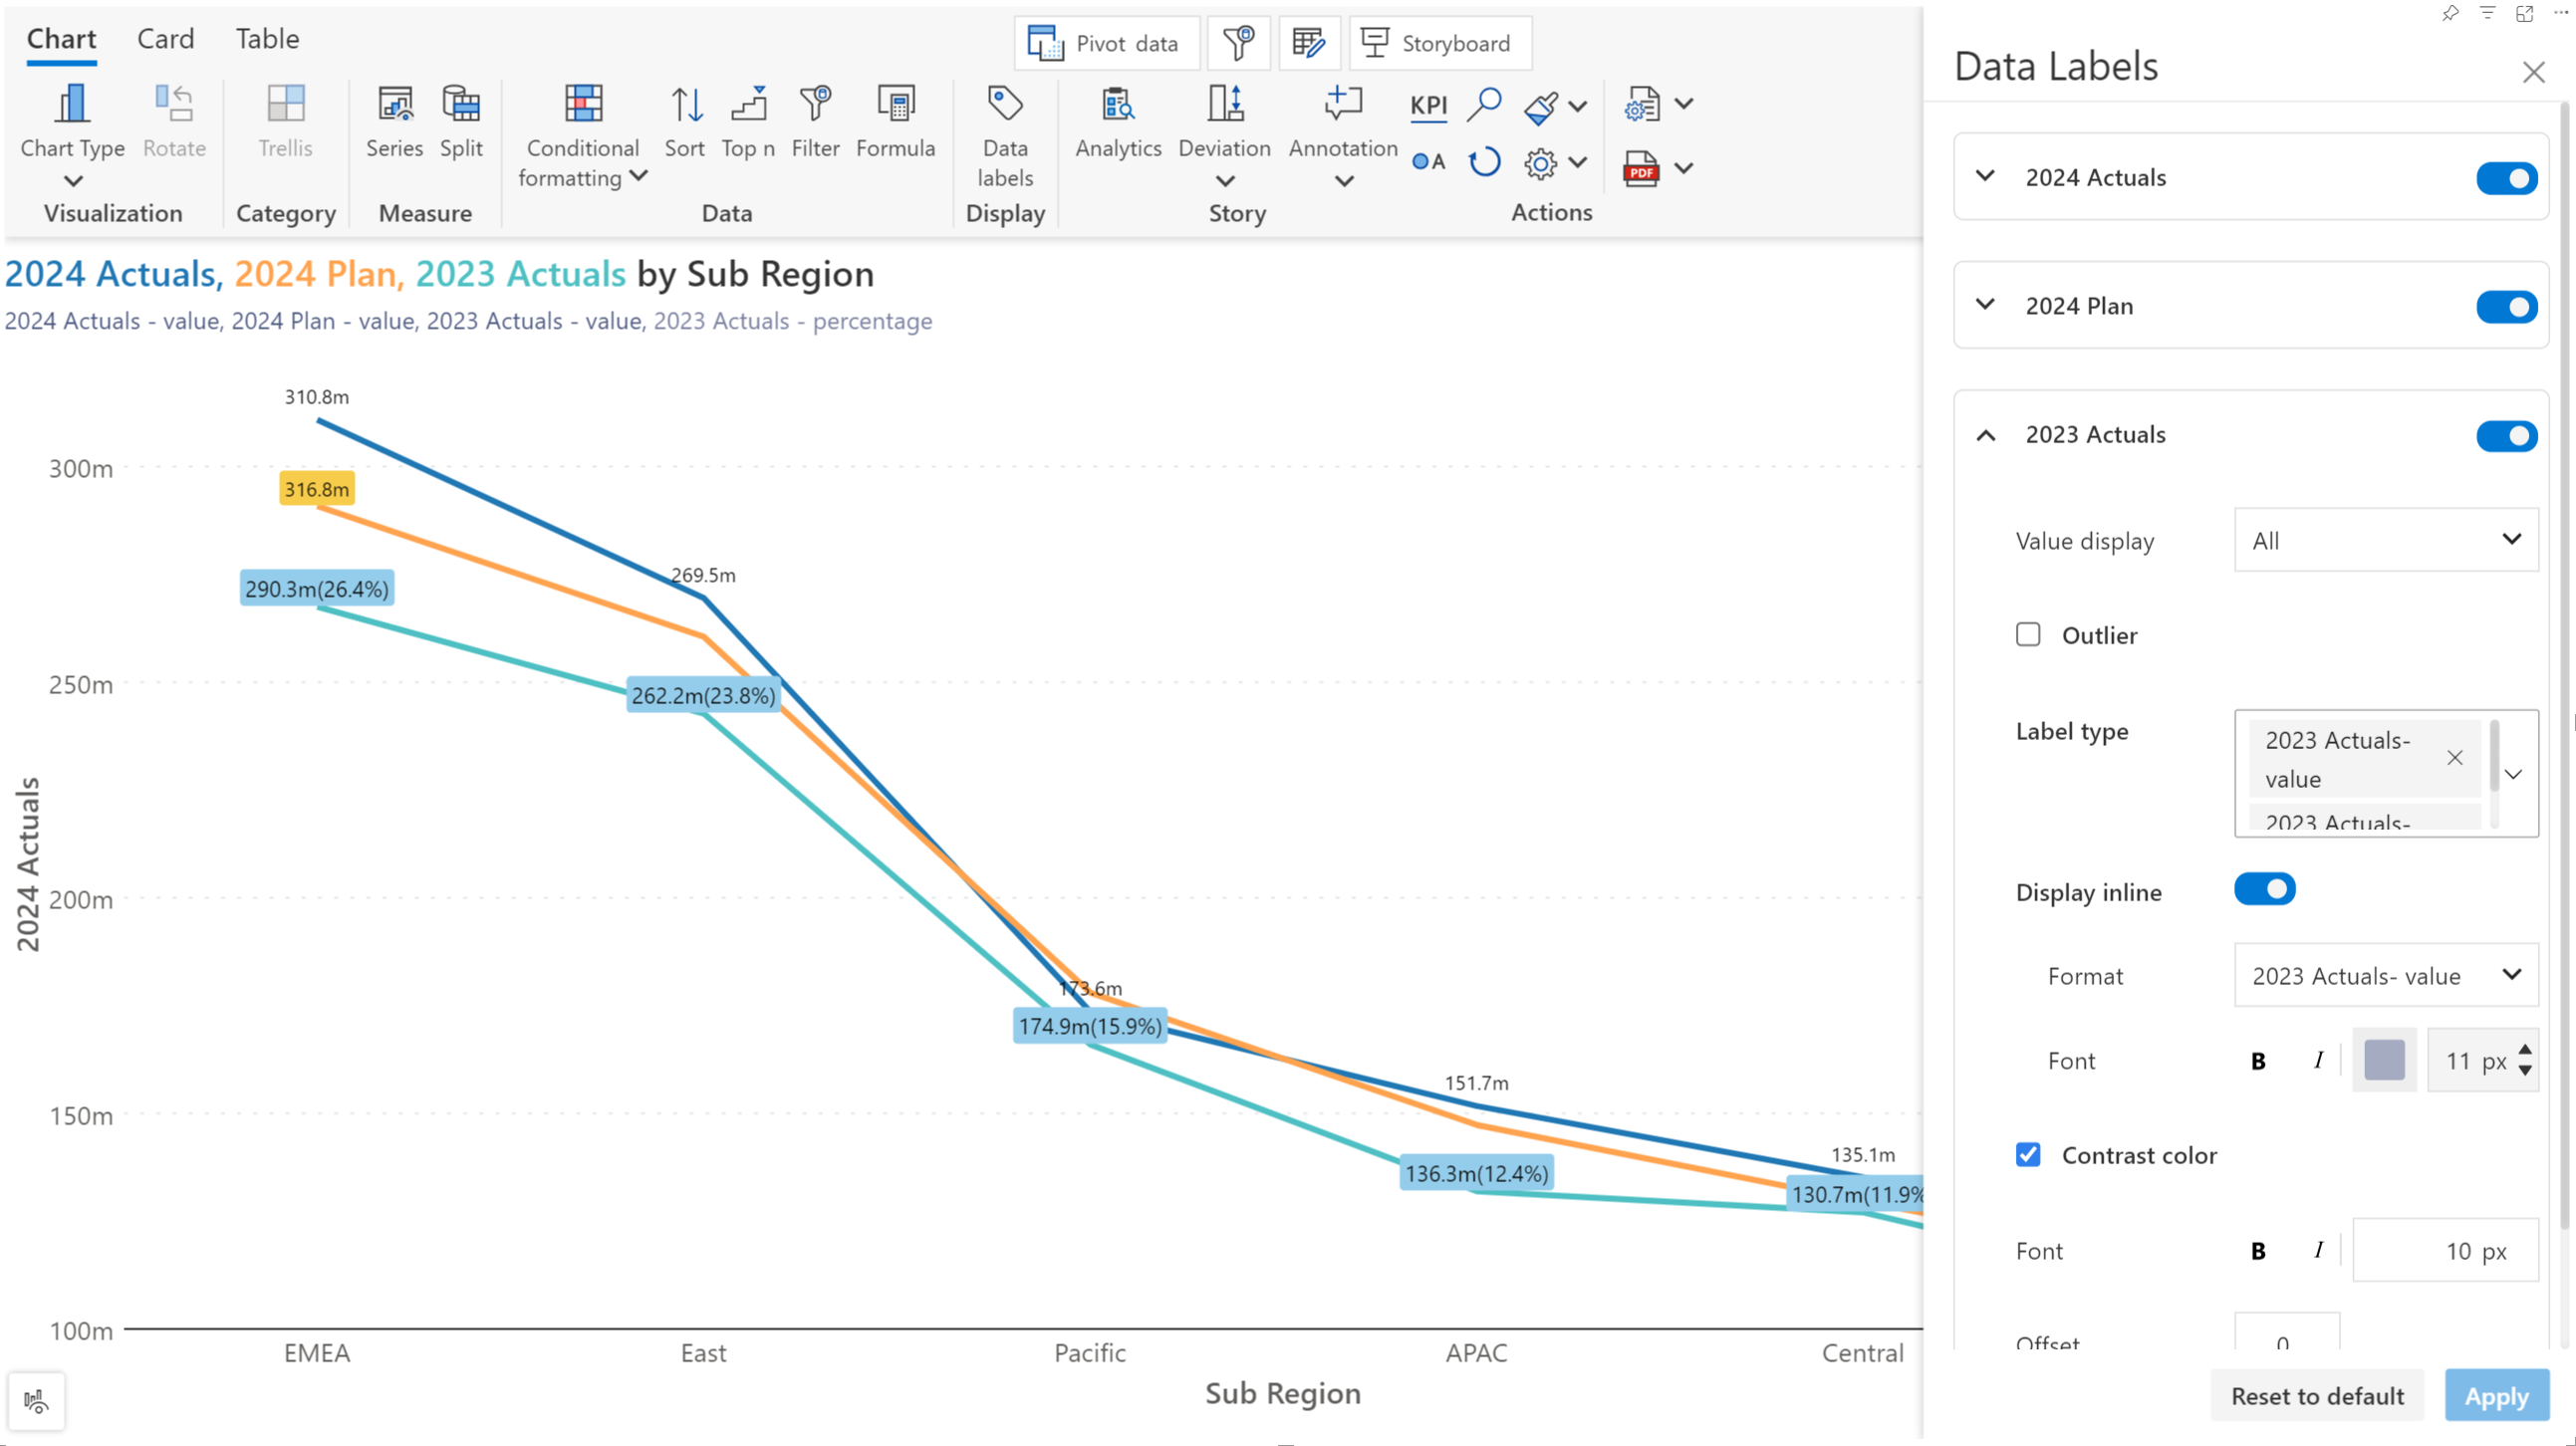 Chart Card Table
Pivot data
Storyboard
Chart Type
Rotate
Trellis
Series
Split
Conditional
formatting
Sort
Top n
Filter
Formula
Data
labels
Analytics
Deviation
Annotation
KPI
A
PDF
Visualization
Category
Measure
Data
Display
Story
Actions
2024 Actuals, 2024 Plan, 2023 Actuals by Sub Region
2024 Actuals - value, 2024 Plan - value, 2023 Actuals - value, 2023 Actuals - percentage
310.8m
300m
316.8m
290.3m(26.4%)
269.5m
250m
262.2m(23.8%)
2024 Actuals
200m
173.6m
174.9m(15.9%)
151.7m
150m
135.1m
136.3m(12.4%)
130.7m(11.9%
100m
EMEA
East
Pacific
APAC
Central
Sub Region
Data Labels
2024 Actuals
2024 Plan
2023 Actuals
Value display
All
Outlier
Label type
2023 Actuals-
value
2023 Actuals-
Display inline
Format
2023 Actuals- value
Font
B I
11 px
Contrast color
Font
B I
10 px
Offset
0
Reset to default
Apply